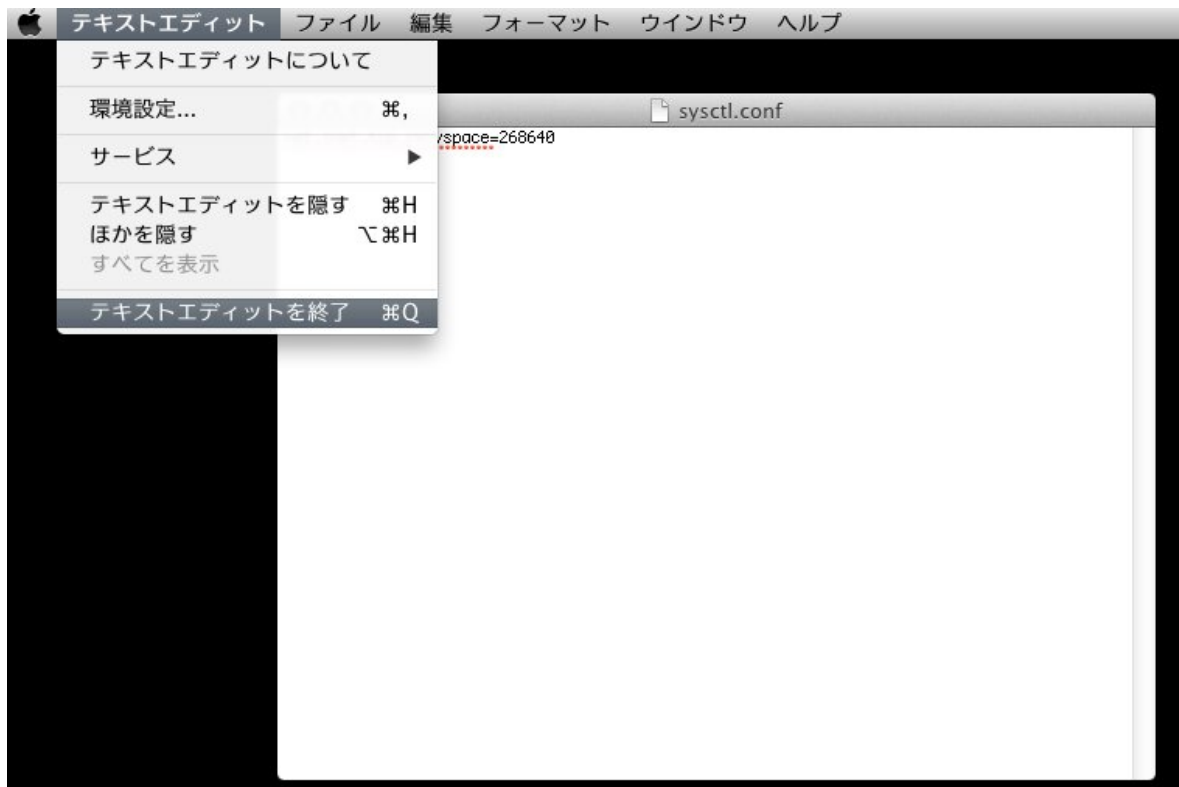 テキストエディット ファイル 編集 フォーマット ウインドウ ヘルプ
テキストエディットについて
環境設定... ⌘,
サービス ▶
テキストエディットを隠す ⌘H
ほかを隠す ⌥⌘H
すべてを表示
テキストエディットを終了 ⌘Q
sysctl.conf
yspace=268640